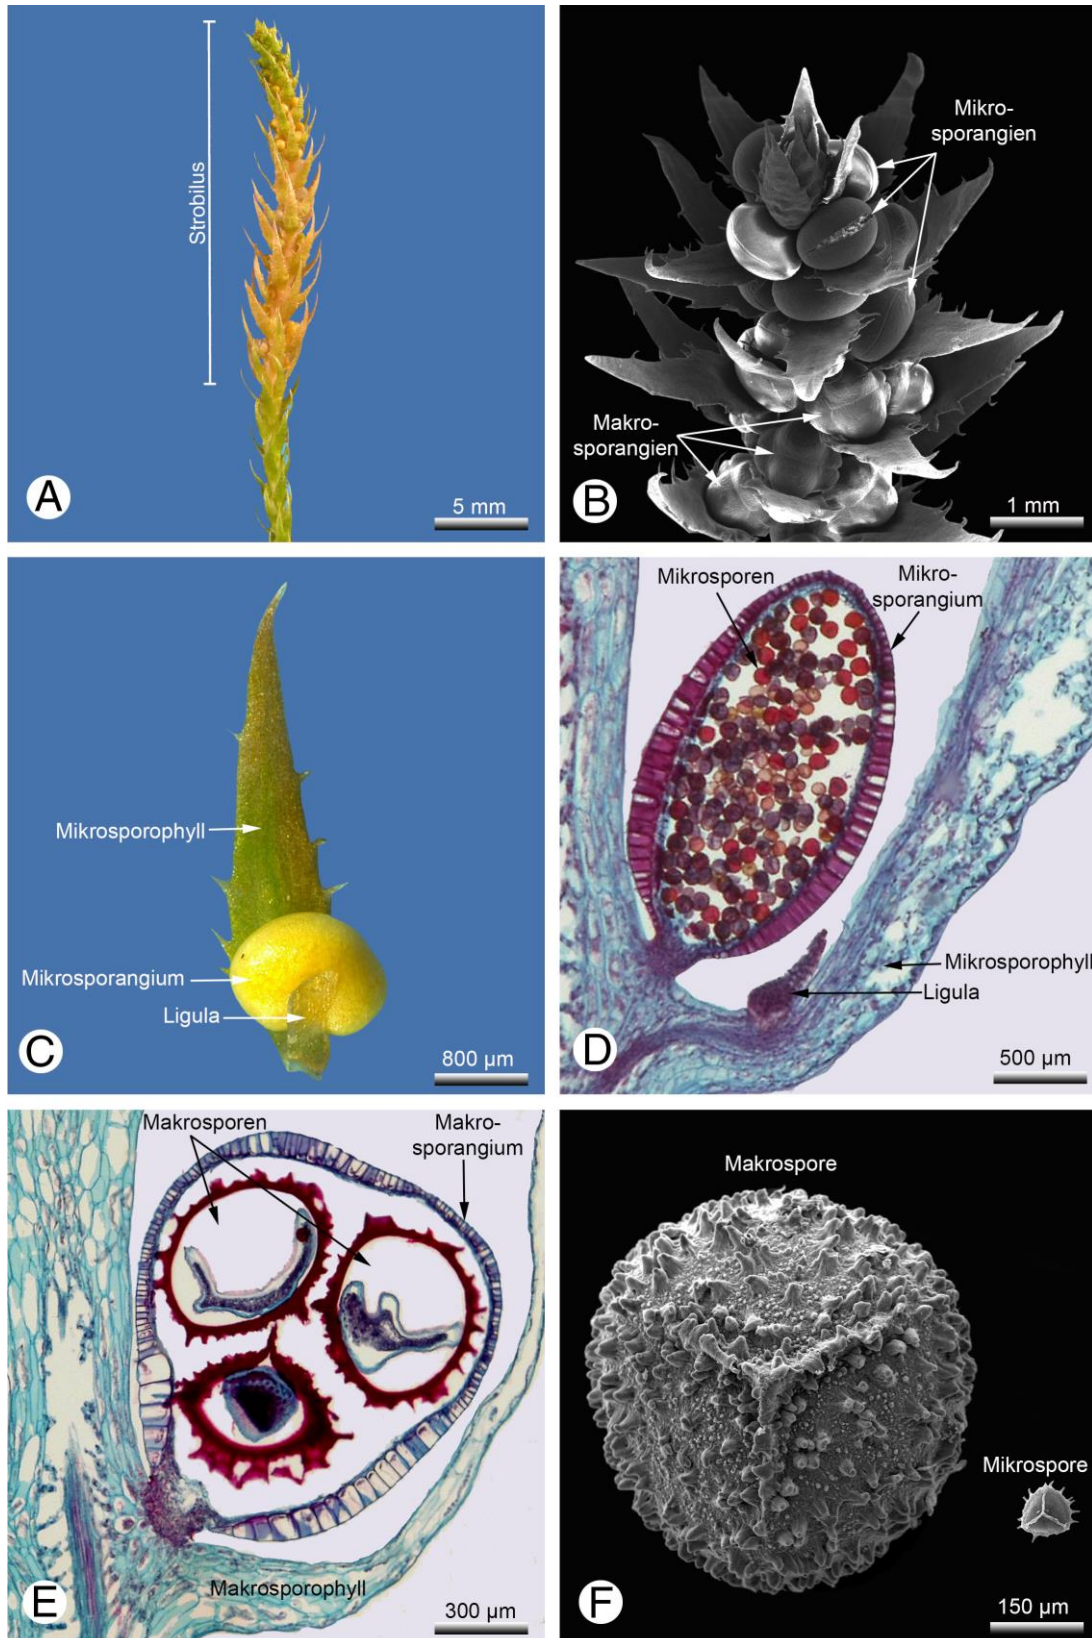 Strobilus
A
5 mm
Mikro-
sporangien
Makro-
sporangien
B
1 mm
Mikrosporophyll
Mikrosporangium
Ligula
C
800 µm
Mikrosporen
Mikro-
sporangium
Mikrosporophyll
Ligula
D
500 µm
Makrosporen
Makro-
sporangium
Makrosporophyll
E
300 µm
Makrospore
Mikrospore
F
150 µm